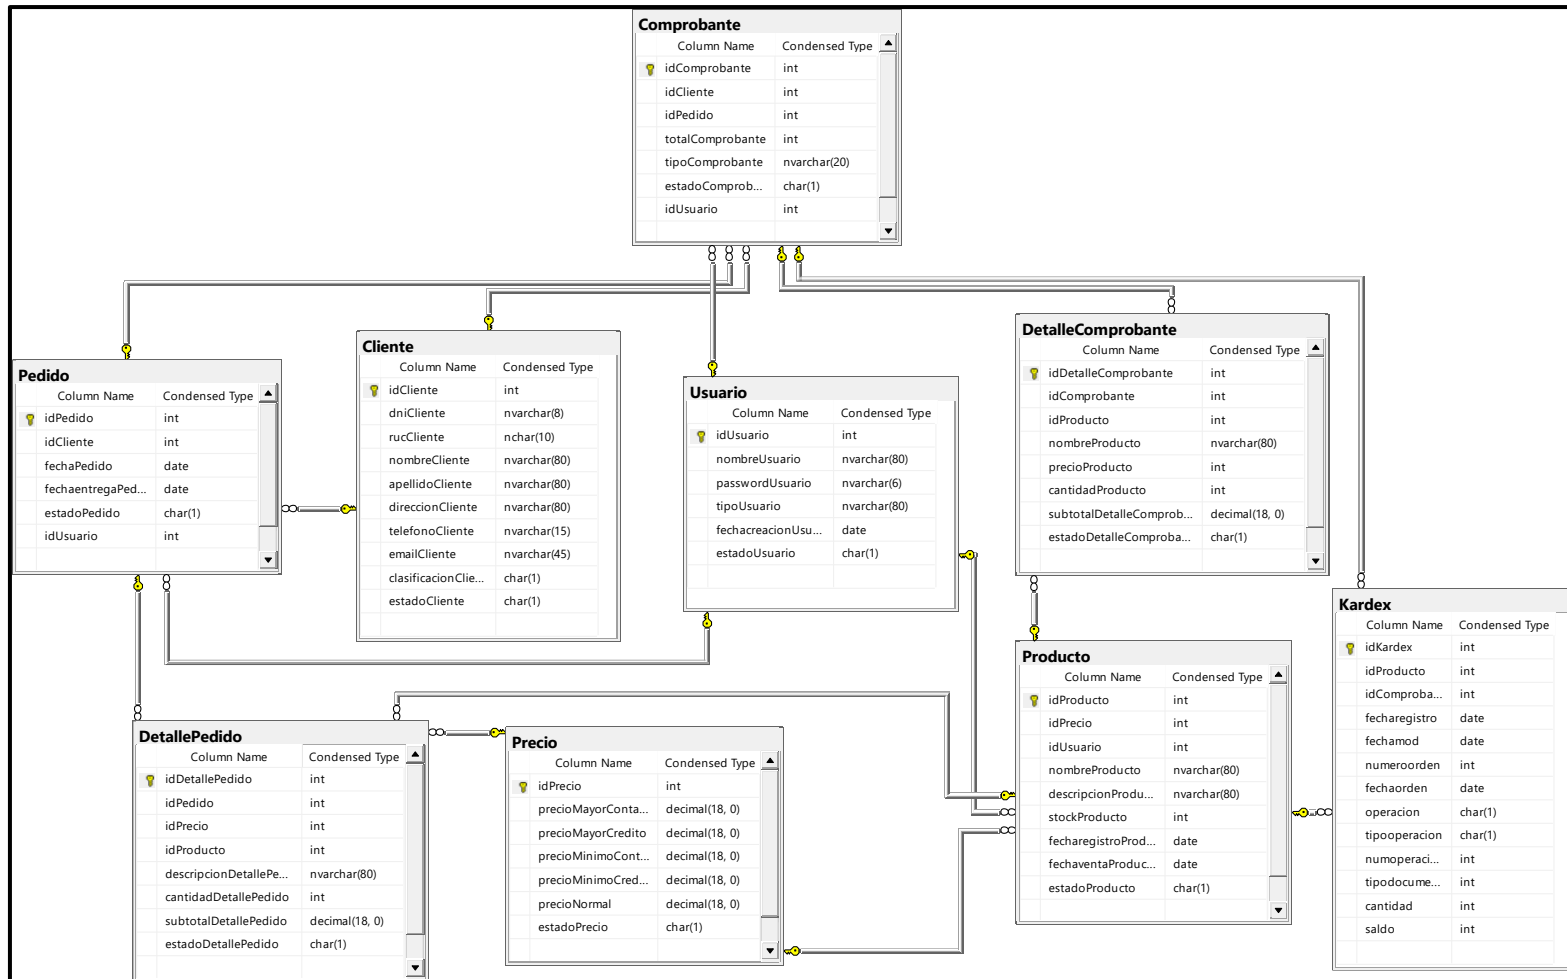 Comprobante
Column Name Condensed Type
idComprobante int
idCliente int
idPedido int
totalComprobante int
tipoComprobante nvarchar(20)
estadoComprob... char(1)
idUsuario int
Pedido
Column Name Condensed Type
idPedido int
idCliente int
fechaPedido date
fechaentregaPed... date
estadoPedido char(1)
idUsuario int
Cliente
Column Name Condensed Type
idCliente int
dniCliente nvarchar(8)
rucCliente nchar(10)
nombreCliente nvarchar(80)
apellidoCliente nvarchar(80)
direccionCliente nvarchar(80)
telefonoCliente nvarchar(15)
emailCliente nvarchar(45)
clasificacionClie... char(1)
estadoCliente char(1)
Usuario
Column Name Condensed Type
idUsuario int
nombreUsuario nvarchar(80)
passwordUsuario nvarchar(6)
tipoUsuario nvarchar(80)
fechacreacionUsu... date
estadoUsuario char(1)
DetalleComprobante
Column Name Condensed Type
idDetalleComprobante int
idComprobante int
idProducto int
nombreProducto nvarchar(80)
precioProducto int
cantidadProducto int
subtotalDetalleComprob... decimal(18, 0)
estadoDetalleComproba... char(1)
Kardex
Column Name Condensed Type
idKardex int
idProducto int
idComproba... int
fecharegistro date
fechamod date
numeroorden int
fechaorden date
operacion char(1)
tipooperacion char(1)
numoperaci... int
tipodocume... int
cantidad int
saldo int
Producto
Column Name Condensed Type
idProducto int
idPrecio int
idUsuario int
nombreProducto nvarchar(80)
descripcionProdu... nvarchar(80)
stockProducto int
fecharegistroProd... date
fechaventaProduc... date
estadoProducto char(1)
DetallePedido
Column Name Condensed Type
idDetallePedido int
idPedido int
idPrecio int
idProducto int
descripcionDetallePe... nvarchar(80)
cantidadDetallePedido int
subtotalDetallePedido decimal(18, 0)
estadoDetallePedido char(1)
Precio
Column Name Condensed Type
idPrecio int
precioMayorConta... decimal(18, 0)
precioMayorCredito decimal(18, 0)
precioMinimoCont... decimal(18, 0)
precioMinimoCred... decimal(18, 0)
precioNormal decimal(18, 0)
estadoPrecio char(1)